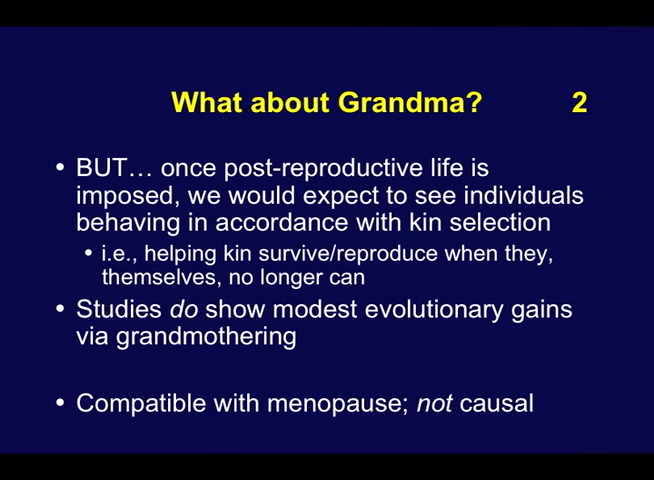 What about Grandma? 2
• BUT… once post-reproductive life is
imposed, we would expect to see individuals
behaving in accordance with kin selection
• i.e., helping kin survive/reproduce when they,
themselves, no longer can
• Studies do show modest evolutionary gains
via grandmothering
• Compatible with menopause; not causal